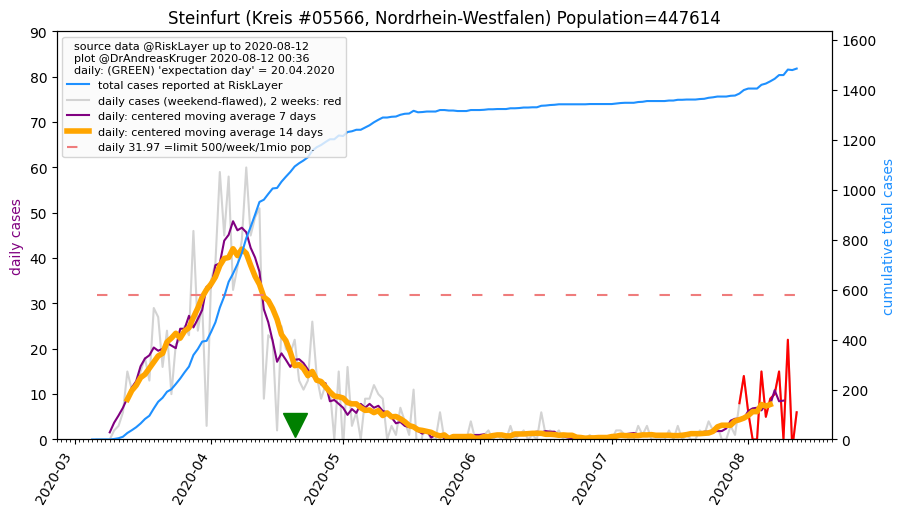 Steinfurt (Kreis #05566, Nordrhein-Westfalen) Population=447614
source data @RiskLayer up to 2020-08-12
plot @DrAndreasKruger 2020-08-12 00:36
daily: (GREEN) 'expectation day' = 20.04.2020
total cases reported at RiskLayer
daily cases (weekend-flawed), 2 weeks: red
daily: centered moving average 7 days
daily: centered moving average 14 days
daily 31.97 =limit 500/week/1mio pop.
daily cases
90
80
70
60
50
40
30
20
10
0
cumulative total cases
1600
1400
1200
1000
800
600
400
200
0
2020-03
2020-04
2020-05
2020-06
2020-07
2020-08